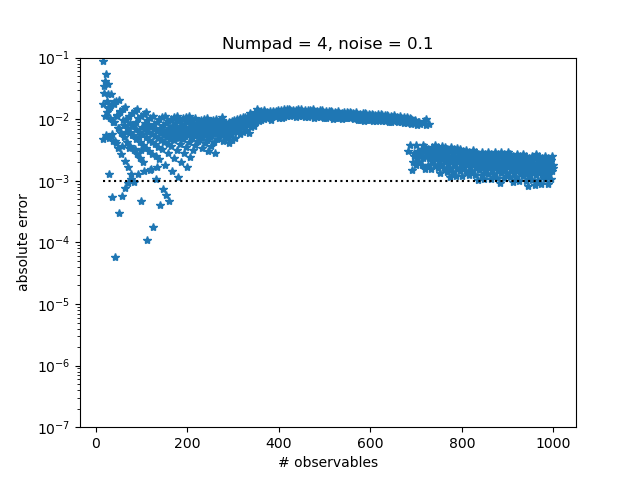 Numpad = 4, noise = 0.1
absolute error
10⁻¹
10⁻²
10⁻³
10⁻⁴
10⁻⁵
10⁻⁶
10⁻⁷
0 200 400 600 800 1000
# observables